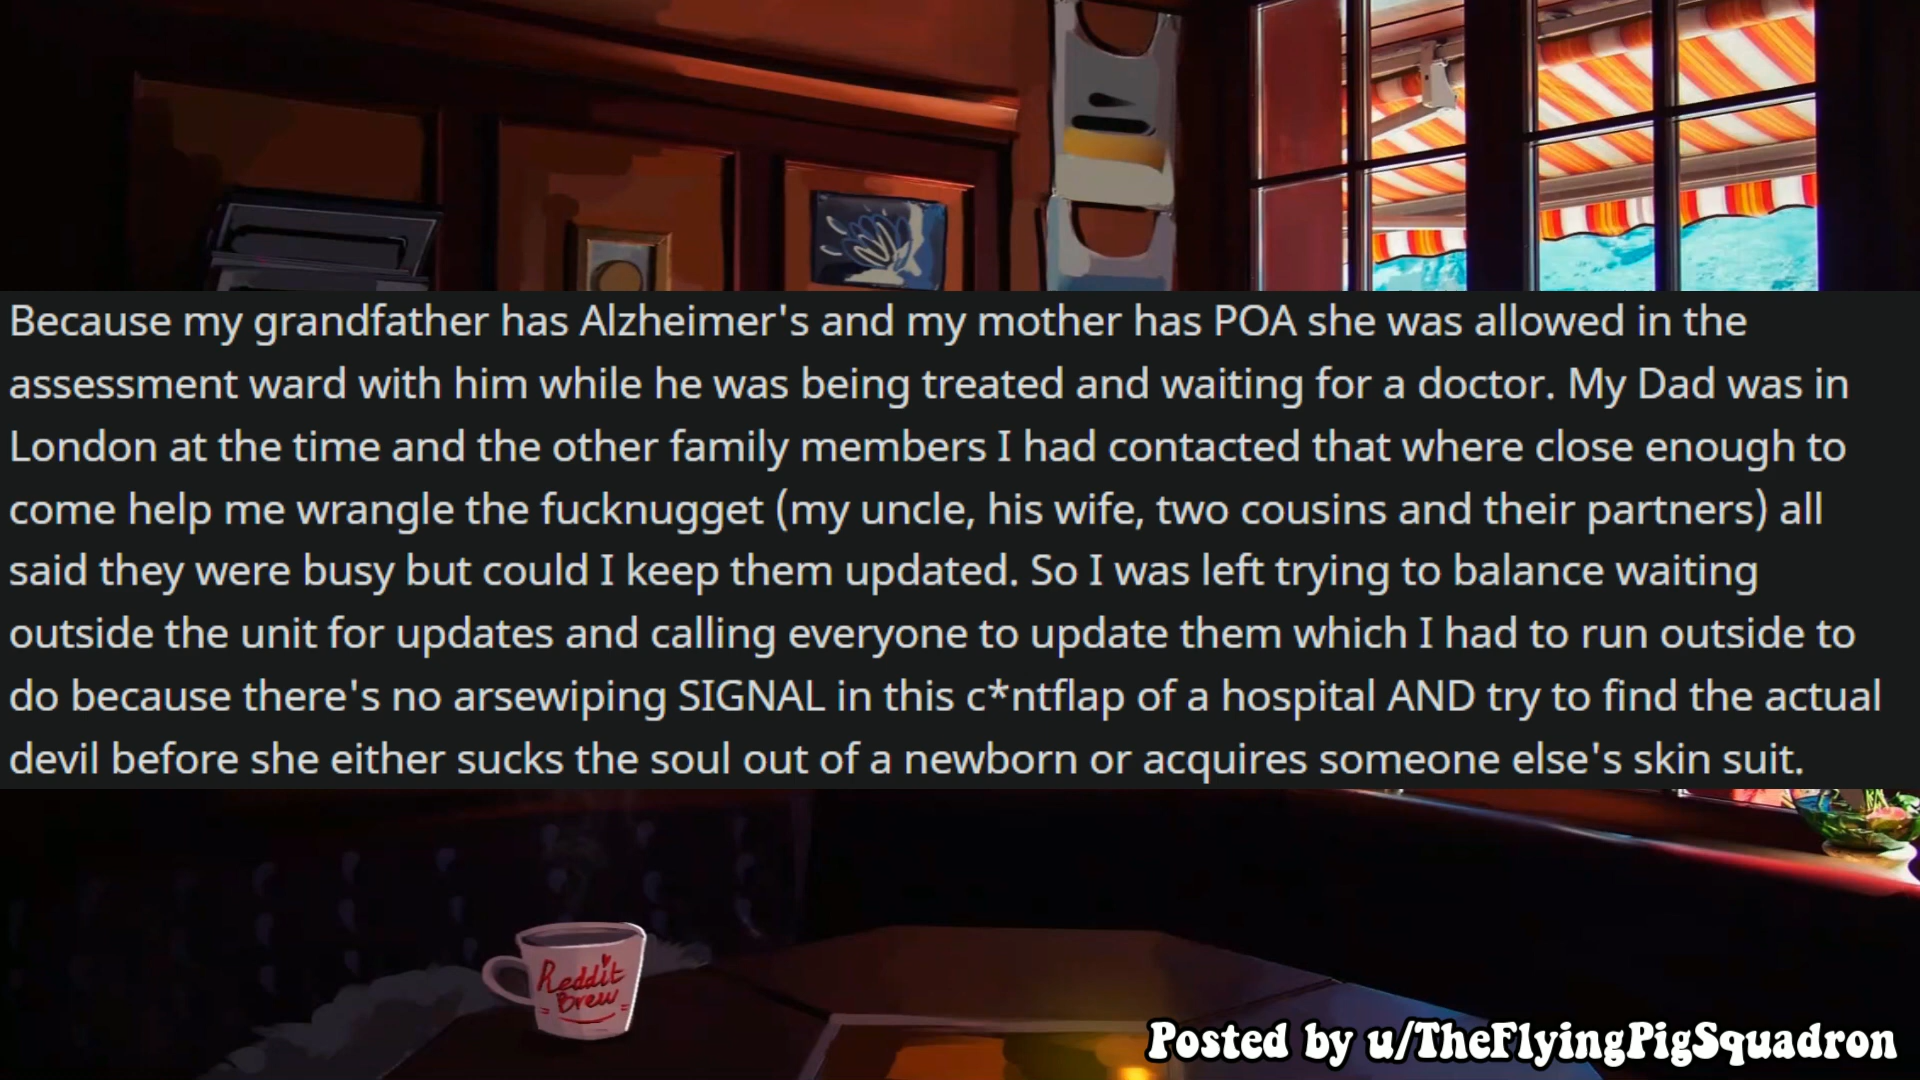 Because my grandfather has Alzheimer's and my mother has POA she was allowed in the
assessment ward with him while he was being treated and waiting for a doctor. My Dad was in
London at the time and the other family members I had contacted that where close enough to
come help me wrangle the fucknugget (my uncle, his wife, two cousins and their partners) all
said they were busy but could I keep them updated. So I was left trying to balance waiting
outside the unit for updates and calling everyone to update them which I had to run outside to
do because there's no arsewiping SIGNAL in this c*ntflap of a hospital AND try to find the actual
devil before she either sucks the soul out of a newborn or acquires someone else's skin suit.
Reddit
Brew
Posted by u/TheFlyingPigSquadron